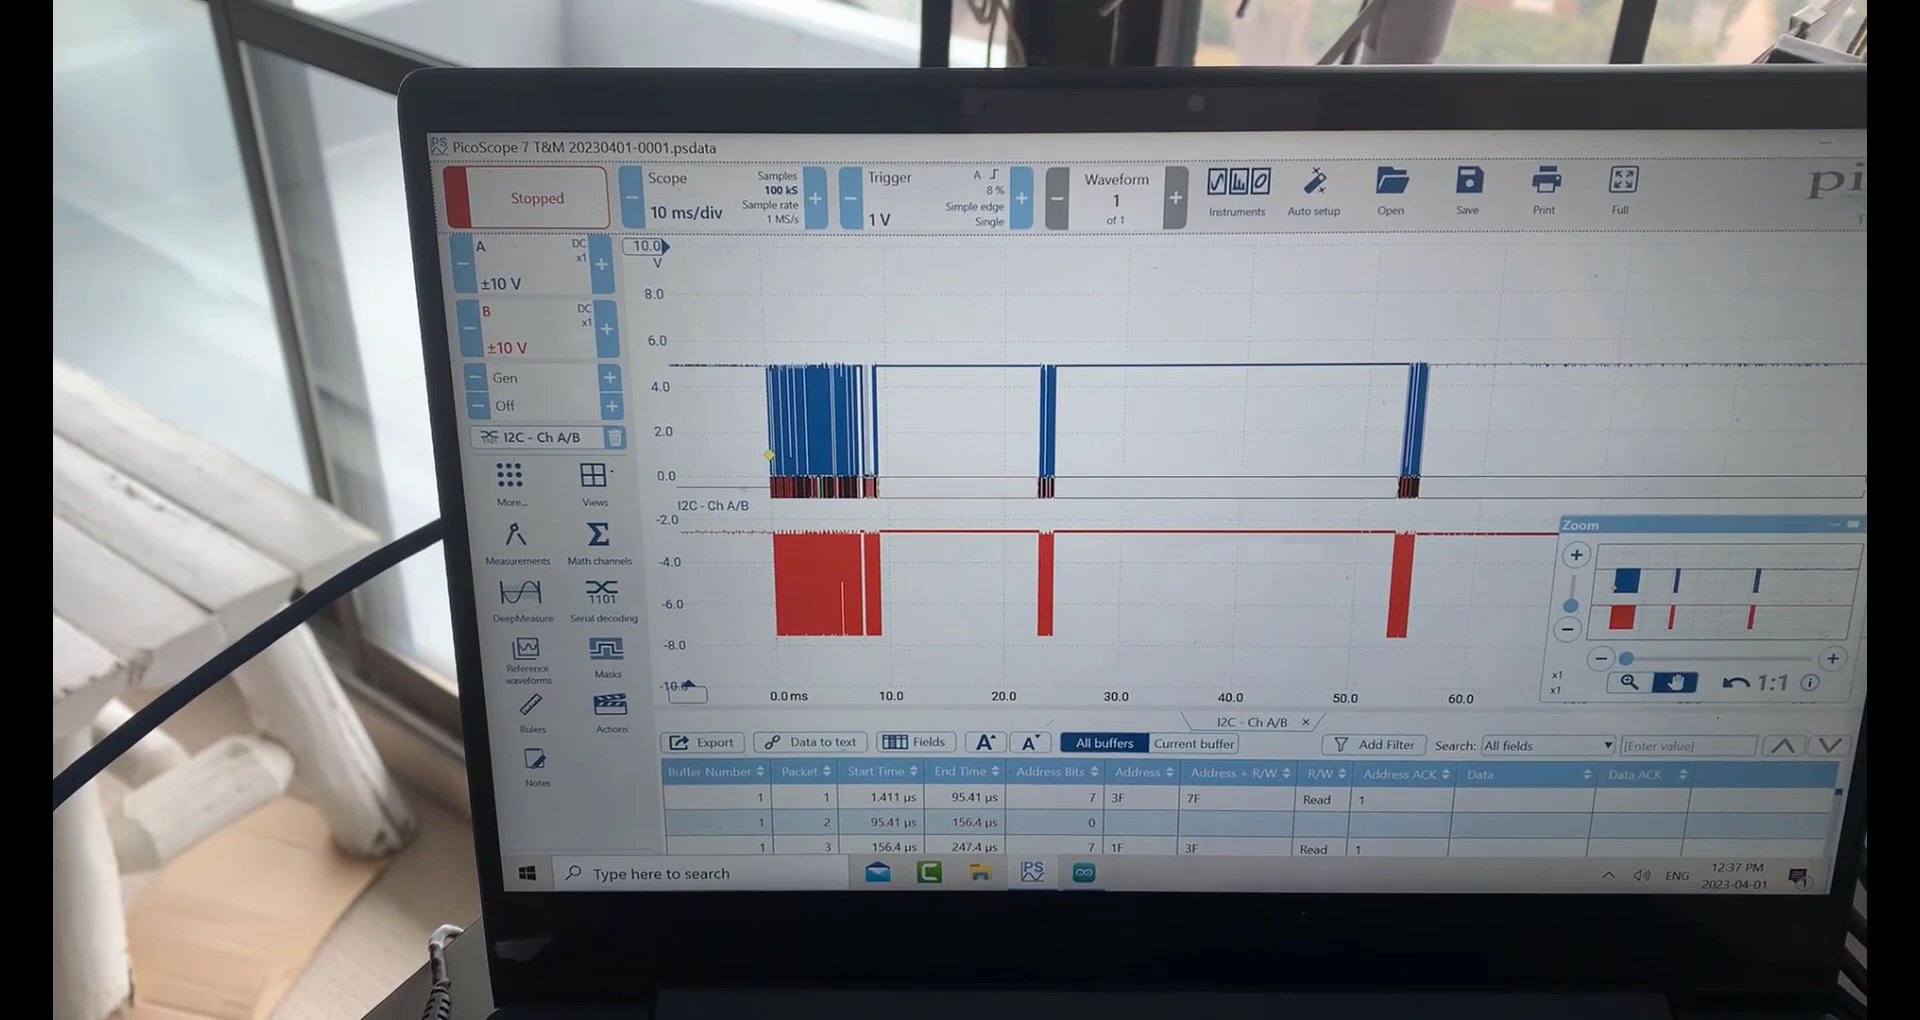 PicoScope 7 T&M 20230401-0001.psdata
Stopped
Scope
10 ms/div
Samples
100 kS
Sample rate
1 MS/s
Trigger
1 V
A
8 %
Simple edge
Single
Waveform
1
of 1
Instruments
Auto setup
Open
Save
Print
Full
A
DC
x1
±10 V
B
DC
x1
±10 V
Gen
Off
I2C - Ch A/B
More...
Views
Measurements
Math channels
DeepMeasure
Serial decoding
Reference waveforms
Masks
Rulers
Actions
Notes
10.0
V
8.0
6.0
4.0
2.0
0.0
I2C - Ch A/B
-2.0
-4.0
-6.0
-8.0
0.0 ms 10.0 20.0 30.0 40.0 50.0 60.0
Zoom
x1
x1
1:1
I2C - Ch A/B ×
Export Data to text Fields A A All buffers Current buffer Add Filter Search: All fields [Enter value]
Buffer Number Packet Start Time End Time Address Bits Address Address + R/W R/W Address ACK Data Data ACK
1 1 1.411 µs 95.41 µs 7 3F 7F Read 1
1 2 95.41 µs 156.4 µs 0
1 3 156.4 µs 247.4 µs 7 1F 3F Read 1
Type here to search
PS
ENG
12:37 PM
2023-04-01